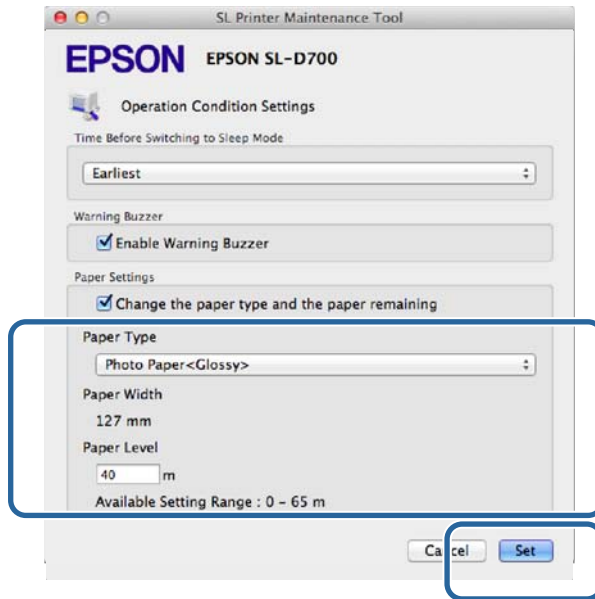 SL Printer Maintenance Tool
EPSON EPSON SL-D700
Operation Condition Settings
Time Before Switching to Sleep Mode
Earliest
Warning Buzzer
Enable Warning Buzzer
Paper Settings
Change the paper type and the paper remaining
Paper Type
Photo Paper<Glossy>
Paper Width
127 mm
Paper Level
40 m
Available Setting Range : 0 – 65 m
Cancel Set